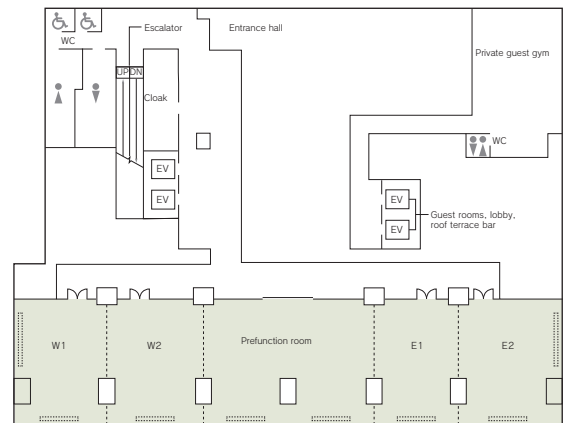 Escalator
Entrance hall
WC
Private guest gym
UP DN
Cloak
WC
EV
EV
EV
EV
Guest rooms, lobby,
roof terrace bar
W1
W2
Prefunction room
E1
E2